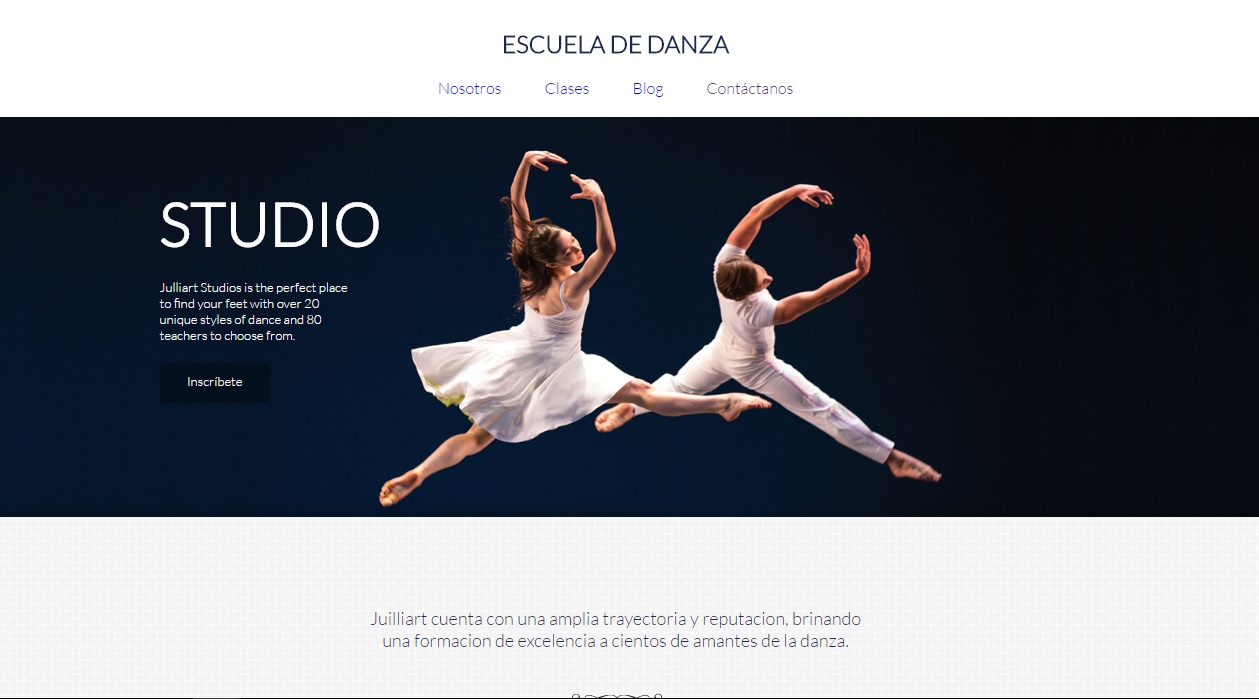 ESCUELA DE DANZA
Nosotros Clases Blog Contáctanos
STUDIO
Julliart Studios is the perfect place
to find your feet with over 20
unique styles of dance and 80
teachers to choose from.
Inscríbete
Juilliart cuenta con una amplia trayectoria y reputacion, brinando
una formacion de excelencia a cientos de amantes de la danza.